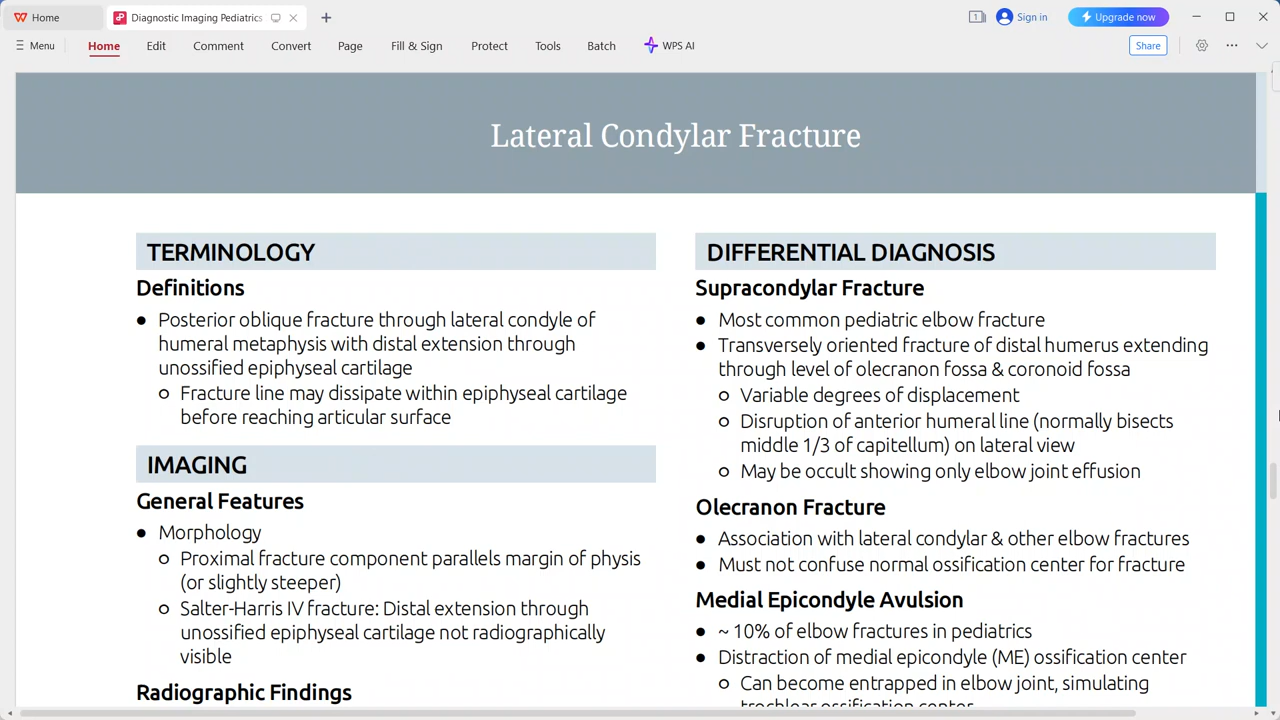 Home
Diagnostic Imaging Pediatrics
1
Sign in
Upgrade now
Menu
Home
Edit
Comment
Convert
Page
Fill & Sign
Protect
Tools
Batch
WPS AI
Share
Lateral Condylar Fracture
TERMINOLOGY
Definitions
● Posterior oblique fracture through lateral condyle of
humeral metaphysis with distal extension through
unossified epiphyseal cartilage
o Fracture line may dissipate within epiphyseal cartilage
before reaching articular surface
IMAGING
General Features
● Morphology
o Proximal fracture component parallels margin of physis
(or slightly steeper)
o Salter-Harris IV fracture: Distal extension through
unossified epiphyseal cartilage not radiographically
visible
Radiographic Findings
DIFFERENTIAL DIAGNOSIS
Supracondylar Fracture
● Most common pediatric elbow fracture
● Transversely oriented fracture of distal humerus extending
through level of olecranon fossa & coronoid fossa
o Variable degrees of displacement
o Disruption of anterior humeral line (normally bisects
middle 1/3 of capitellum) on lateral view
o May be occult showing only elbow joint effusion
Olecranon Fracture
● Association with lateral condylar & other elbow fractures
● Must not confuse normal ossification center for fracture
Medial Epicondyle Avulsion
● ~ 10% of elbow fractures in pediatrics
● Distraction of medial epicondyle (ME) ossification center
o Can become entrapped in elbow joint, simulating
trochlear ossification center